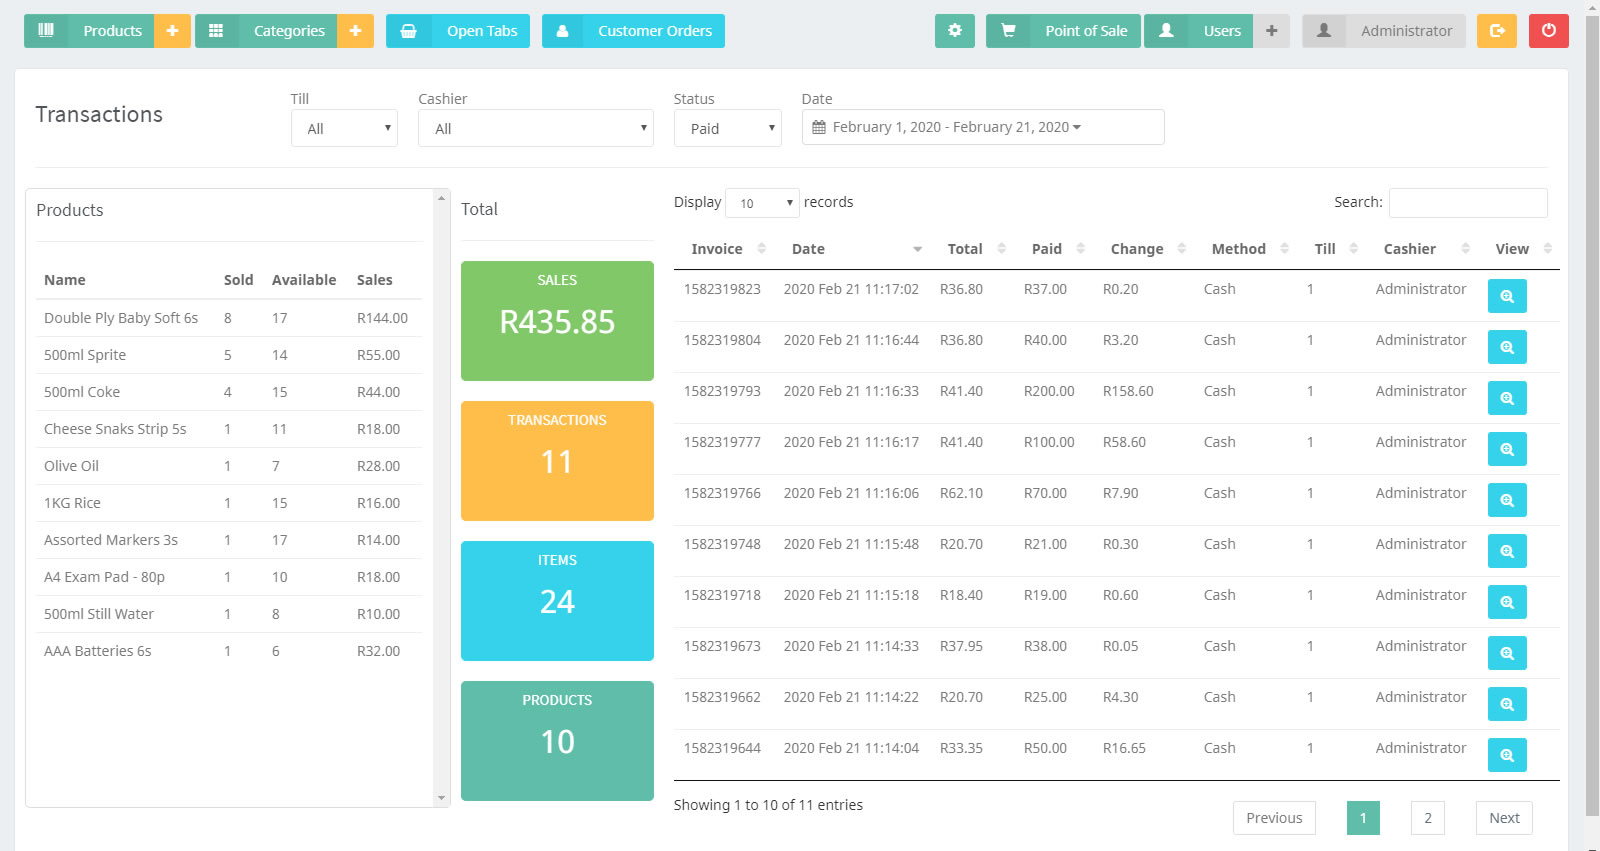 Products Categories Open Tabs Customer Orders Point of Sale Users Administrator
Till Cashier Status Date
Transactions All All Paid February 1, 2020 - February 21, 2020
Products
Name Sold Available Sales
Double Ply Baby Soft 6s 8 17 R144.00
500ml Sprite 5 14 R55.00
500ml Coke 4 15 R44.00
Cheese Snaks Strip 5s 1 11 R18.00
Olive Oil 1 7 R28.00
1KG Rice 1 15 R16.00
Assorted Markers 3s 1 17 R14.00
A4 Exam Pad - 80p 1 10 R18.00
500ml Still Water 1 8 R10.00
AAA Batteries 6s 1 6 R32.00
Total
SALES
R435.85
TRANSACTIONS
11
ITEMS
24
PRODUCTS
10
Display 10 records Search:
Invoice Date Total Paid Change Method Till Cashier View
1582319823 2020 Feb 21 11:17:02 R36.80 R37.00 R0.20 Cash 1 Administrator
1582319804 2020 Feb 21 11:16:44 R36.80 R40.00 R3.20 Cash 1 Administrator
1582319793 2020 Feb 21 11:16:33 R41.40 R200.00 R158.60 Cash 1 Administrator
1582319777 2020 Feb 21 11:16:17 R41.40 R100.00 R58.60 Cash 1 Administrator
1582319766 2020 Feb 21 11:16:06 R62.10 R70.00 R7.90 Cash 1 Administrator
1582319748 2020 Feb 21 11:15:48 R20.70 R21.00 R0.30 Cash 1 Administrator
1582319718 2020 Feb 21 11:15:18 R18.40 R19.00 R0.60 Cash 1 Administrator
1582319673 2020 Feb 21 11:14:33 R37.95 R38.00 R0.05 Cash 1 Administrator
1582319662 2020 Feb 21 11:14:22 R20.70 R25.00 R4.30 Cash 1 Administrator
1582319644 2020 Feb 21 11:14:04 R33.35 R50.00 R16.65 Cash 1 Administrator
Showing 1 to 10 of 11 entries
Previous 1 2 Next